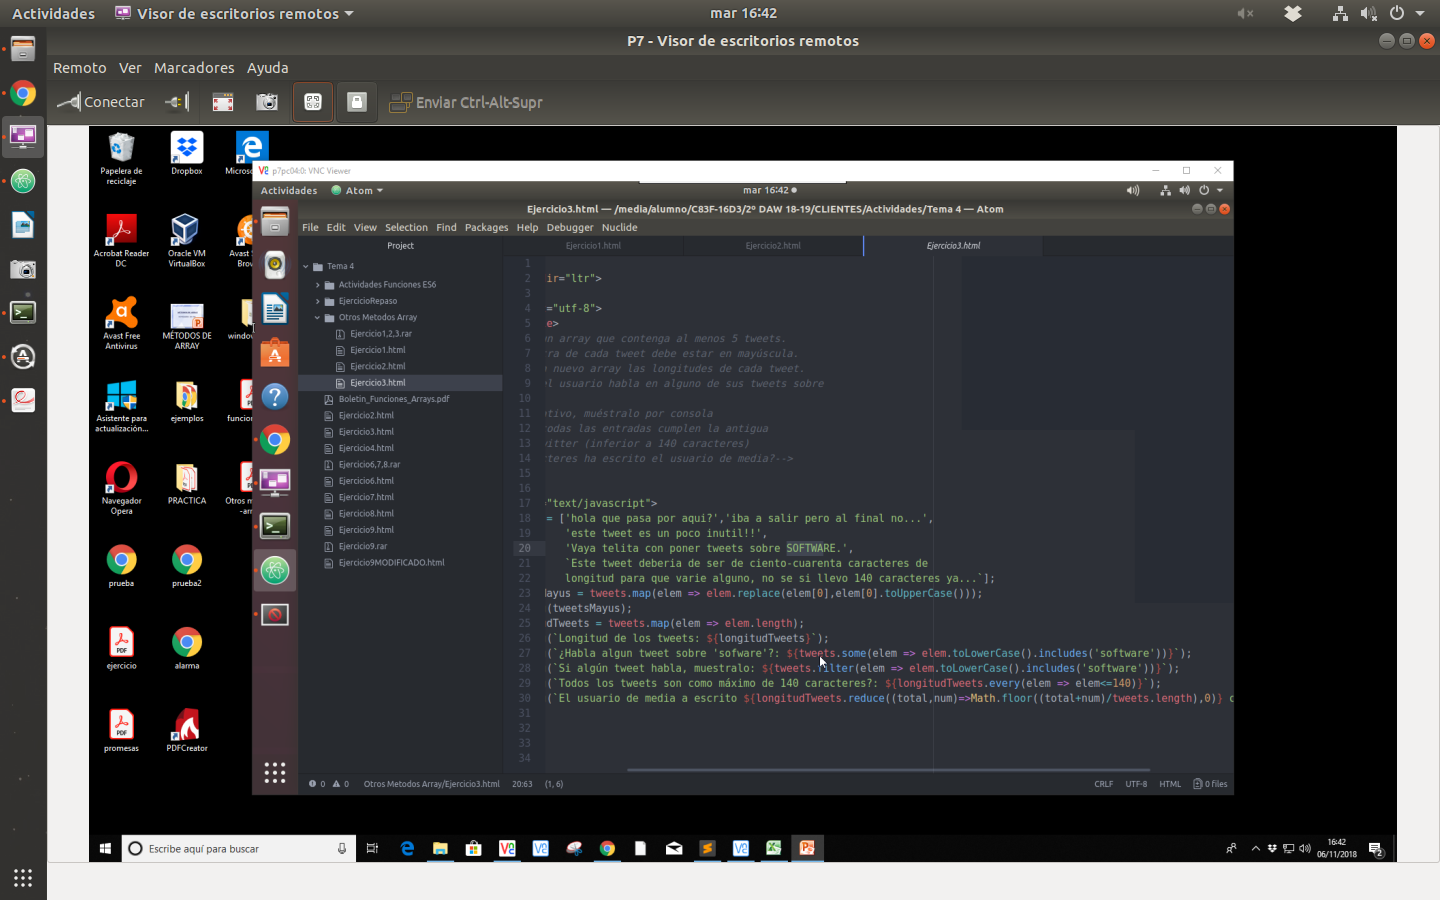 Actividades
Visor de escritorios remotos
mar 16:42
P7 - Visor de escritorios remotos
Remoto Ver Marcadores Ayuda
Conectar
Enviar Ctrl-Alt-Supr
Papelera de reciclaje
Dropbox
Acrobat Reader DC
Oracle VM VirtualBox
Avast Free Antivirus
MÉTODOS DE ARRAY
Asistente para actualización...
ejemplos
Navegador Opera
PRACTICA
prueba
prueba2
ejercicio
alarma
promesas
PDFCreator
p7pc04:0: VNC Viewer
Actividades
Atom
mar 16:42
Ejercicio3.html — /media/alumno/C83F-16D3/2º DAW 18-19/CLIENTES/Actividades/Tema 4 — Atom
File Edit View Selection Find Packages Help Debugger Nuclide
Project
Ejercicio1.html
Ejercicio2.html
Ejercicio3.html
Tema 4
Actividades Funciones ES6
EjercicioRepaso
Otros Metodos Array
Ejercicio1,2,3.rar
Ejercicio1.html
Ejercicio2.html
Ejercicio3.html
Boletin_Funciones_Arrays.pdf
Ejercicio2.html
Ejercicio3.html
Ejercicio4.html
Ejercicio6,7,8.rar
Ejercicio6.html
Ejercicio7.html
Ejercicio8.html
Ejercicio9.html
Ejercicio9.rar
Ejercicio9MODIFICADO.html
1
2 ir="ltr">
3
4 ="utf-8">
5 e>
6 un array que contenga al menos 5 tweets.
7 ra de cada tweet debe estar en mayúscula.
8 nuevo array las longitudes de cada tweet.
9 el usuario habla en alguno de sus tweets sobre
10
11 tivo, muéstralo por consola
12 odas las entradas cumplen la antigua
13 witter (inferior a 140 caracteres)
14 cteres ha escrito el usuario de media?-->
15
16
17 ="text/javascript">
18 = ['hola que pasa por aqui?','iba a salir pero al final no...',
19 'este tweet es un poco inutil!!',
20 'Vaya telita con poner tweets sobre SOFTWARE.',
21 `Este tweet deberia de ser de ciento-cuarenta caracteres de
22 longitud para que varie alguno, no se si llevo 140 caracteres ya...`];
23 Mayus = tweets.map(elem => elem.replace(elem[0],elem[0].toUpperCase()));
24 (tweetsMayus);
25 dTweets = tweets.map(elem => elem.length);
26 (`Longitud de los tweets: ${longitudTweets}`);
27 (`¿Habla algun tweet sobre 'sofware'?: ${tweets.some(elem => elem.toLowerCase().includes('software'))}`);
28 (`Si algún tweet habla, muestralo: ${tweets.filter(elem => elem.toLowerCase().includes('software'))}`);
29 (`Todos los tweets son como máximo de 140 caracteres?: ${longitudTweets.every(elem => elem<=140)}`);
30 (`El usuario de media a escrito ${longitudTweets.reduce((total,num)=>Math.floor((total+num)/tweets.length),0)}
31
32
33
34
0 0 Otros Metodos Array/Ejercicio3.html 20:63 (1, 6)
CRLF UTF-8 HTML 0 files
Escribe aquí para buscar
16:42
06/11/2018
2